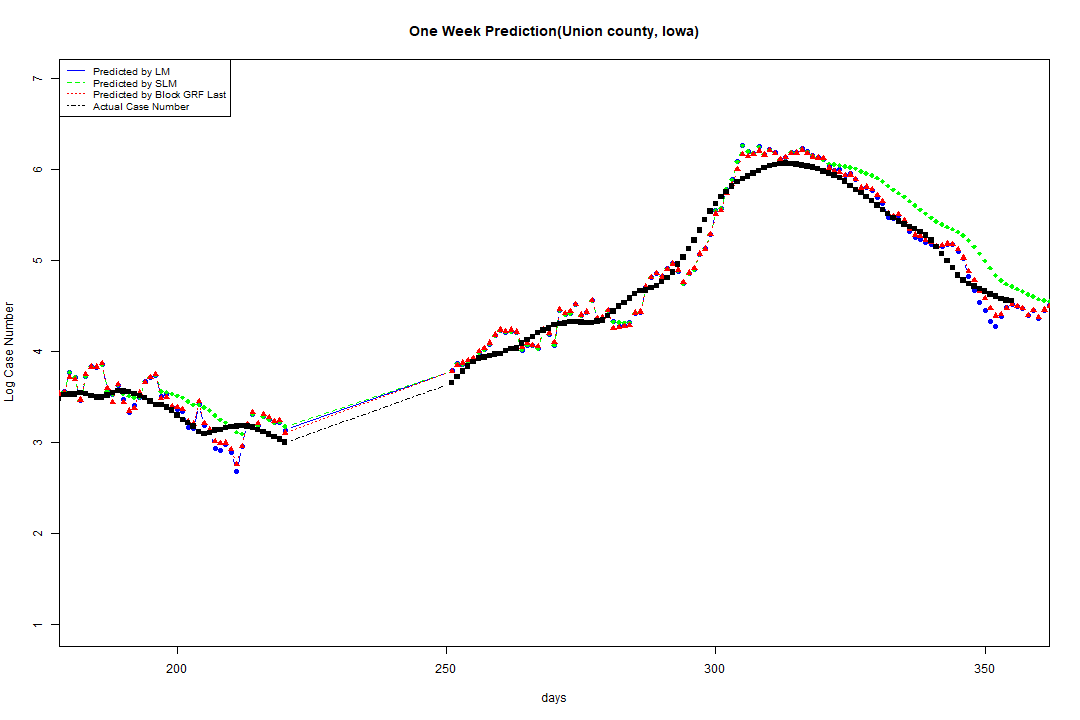 One Week Prediction(Union county, Iowa)
Predicted by LM
Predicted by SLM
Predicted by Block GRF Last
Actual Case Number
Log Case Number
7
6
5
4
3
2
1
200
250
300
350
days